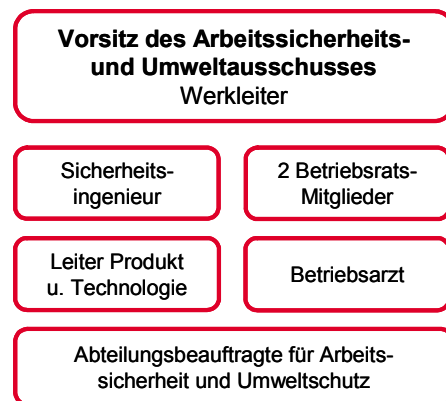 Vorsitz des Arbeitssicherheits-
und Umweltausschusses
Werkleiter
Sicherheits-
ingenieur
2 Betriebsrats-
Mitglieder
Leiter Produkt
u. Technologie
Betriebsarzt
Abteilungsbeauftragte für Arbeits-
sicherheit und Umweltschutz